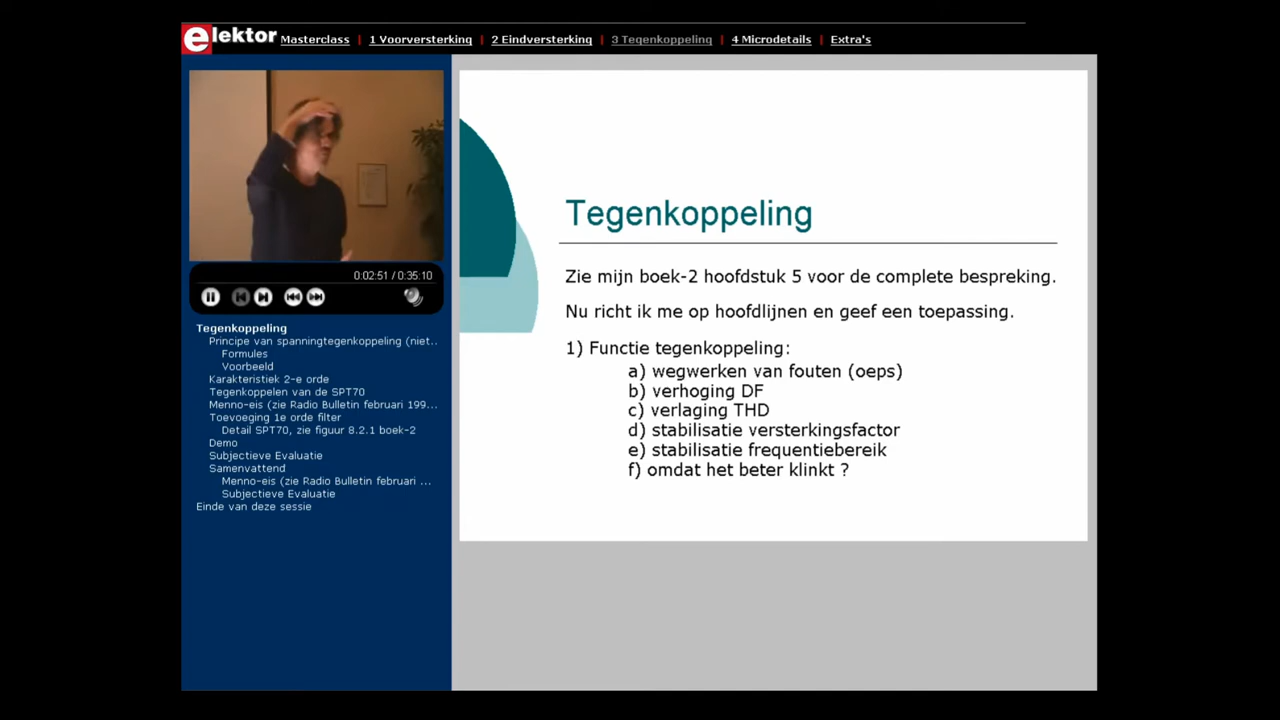 elektor Masterclass | 1 Voorversterking | 2 Eindversterking | 3 Tegenkoppeling | 4 Microdetails | Extra's
0:02:51 / 0:35:10
Tegenkoppeling
Principe van spanningtegenkoppeling (niet...
Formules
Voorbeeld
Karakteristiek 2-e orde
Tegenkoppelen van de SPT70
Menno-eis (zie Radio Bulletin februari 199...
Toevoeging 1e orde filter
Detail SPT70, zie figuur 8.2.1 boek-2
Demo
Subjectieve Evaluatie
Samenvattend
Menno-eis (zie Radio Bulletin februari ...
Subjectieve Evaluatie
Einde van deze sessie
Tegenkoppeling
Zie mijn boek-2 hoofdstuk 5 voor de complete bespreking.
Nu richt ik me op hoofdlijnen en geef een toepassing.
1) Functie tegenkoppeling:
a) wegwerken van fouten (oeps)
b) verhoging DF
c) verlaging THD
d) stabilisatie versterkingsfactor
e) stabilisatie frequentiebereik
f) omdat het beter klinkt ?